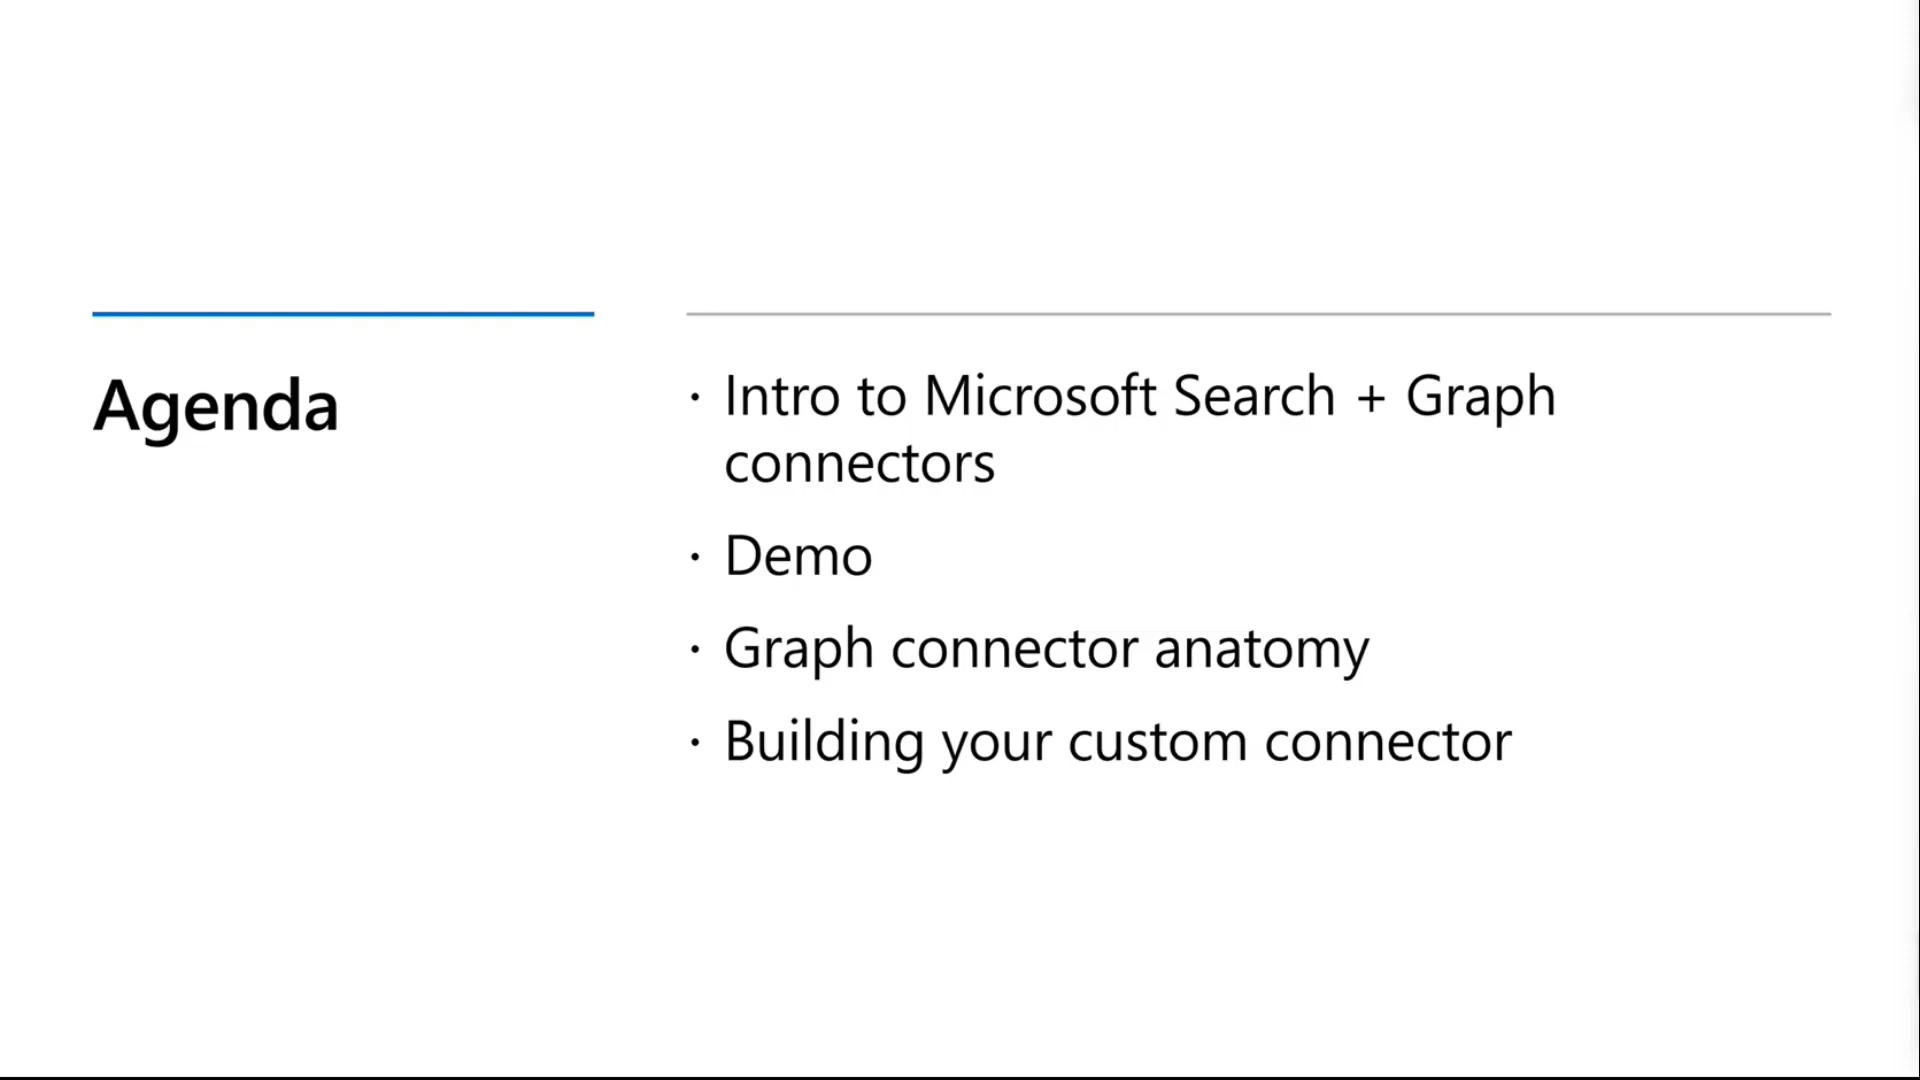 Agenda
· Intro to Microsoft Search + Graph
connectors
· Demo
· Graph connector anatomy
· Building your custom connector